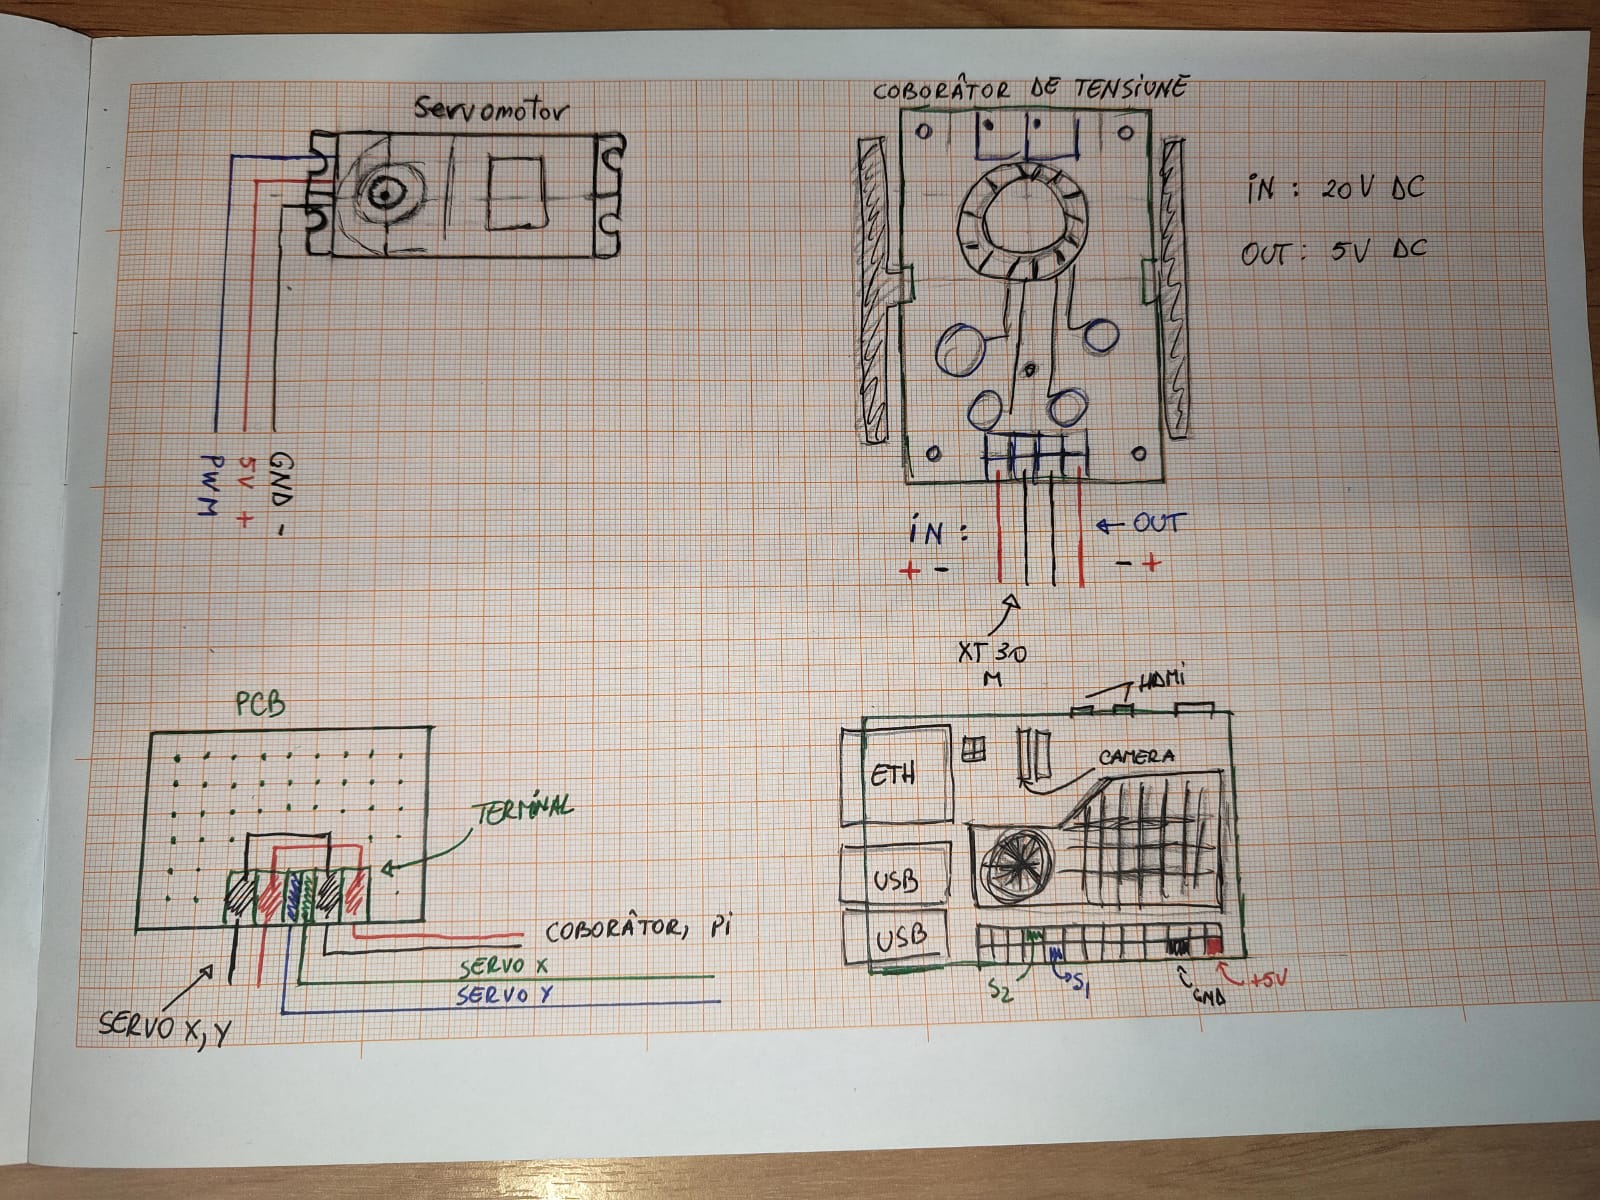 Servomotor
PWM
5V +
GND -
COBORÂTOR DE TENSIUNE
IN : 20V DC
OUT: 5V DC
IN :
+ -
← OUT
- +
XT 30
M
PCB
TERMINAL
COBORÂTOR, Pi
SERVO X
SERVO Y
SERVO X, Y
HDMI
CAMERA
ETH
USB
USB
S2
S1
GND
+5V